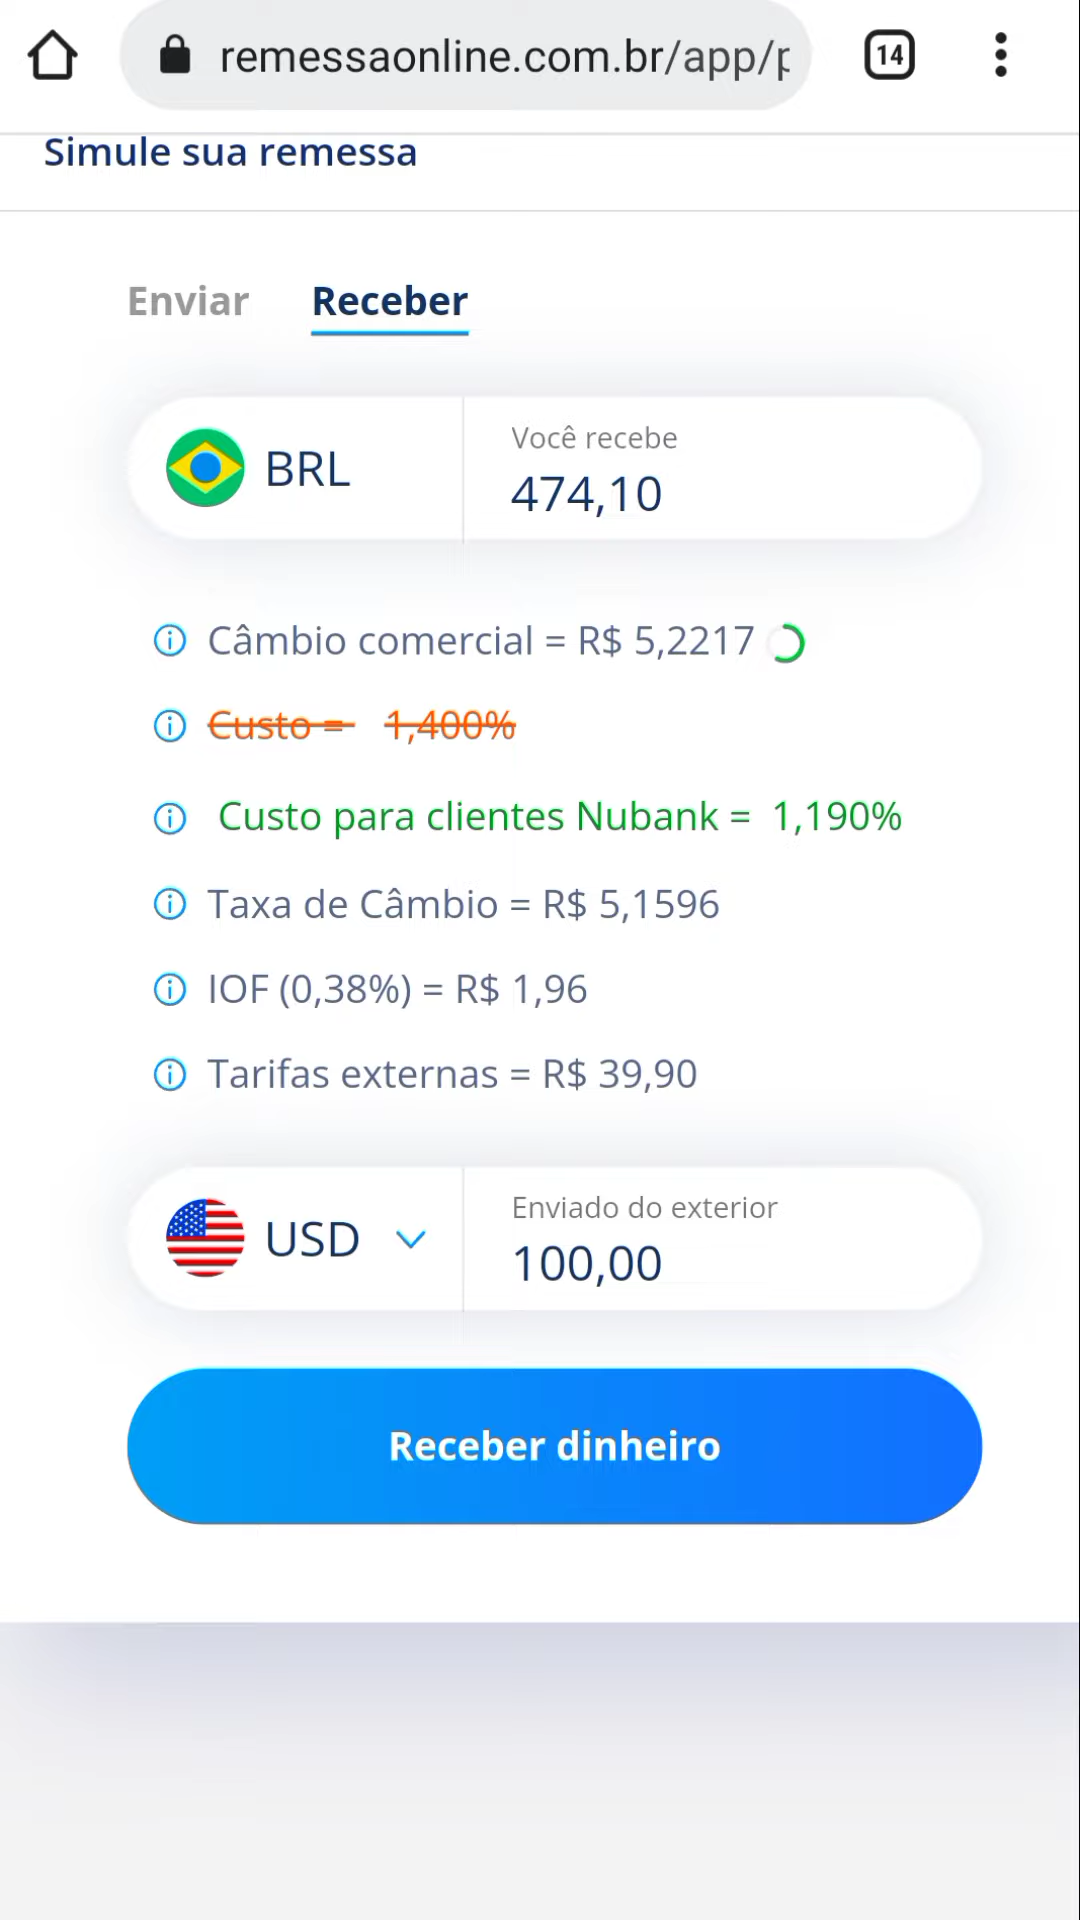 remessaonline.com.br/app/p
14
Simule sua remessa
Enviar Receber
BRL
Você recebe
474,10
Câmbio comercial = R$ 5,2217
Custo = 1,400%
Custo para clientes Nubank = 1,190%
Taxa de Câmbio = R$ 5,1596
IOF (0,38%) = R$ 1,96
Tarifas externas = R$ 39,90
USD
Enviado do exterior
100,00
Receber dinheiro